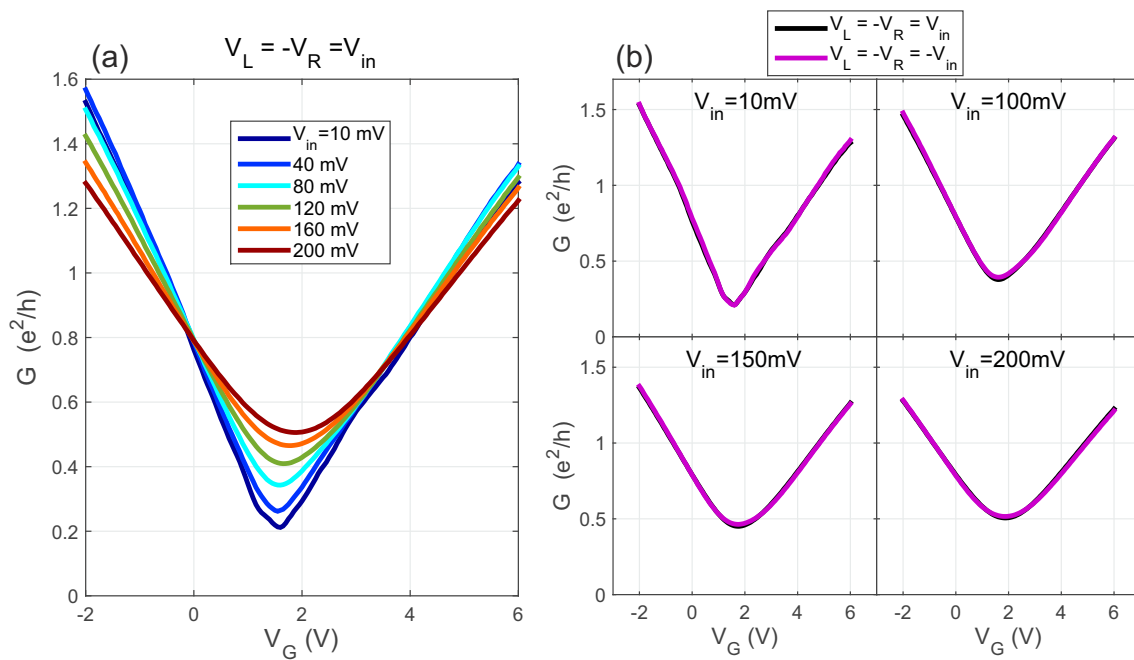 (a)
V_L = -V_R =V_in
1.6
1.4
1.2
1
0.8
0.6
0.4
0.2
0
G (e²/h)
V_in=10 mV
40 mV
80 mV
120 mV
160 mV
200 mV
-2 0 2 4 6
V_G (V)
(b)
V_L = -V_R = V_in
V_L = -V_R = -V_in
V_in=10mV
V_in=100mV
1.5
1
0.5
0
G (e²/h)
V_in=150mV
V_in=200mV
1.5
1
0.5
0
G (e²/h)
-2 0 2 4 6
-2 0 2 4 6
V_G (V)
V_G (V)